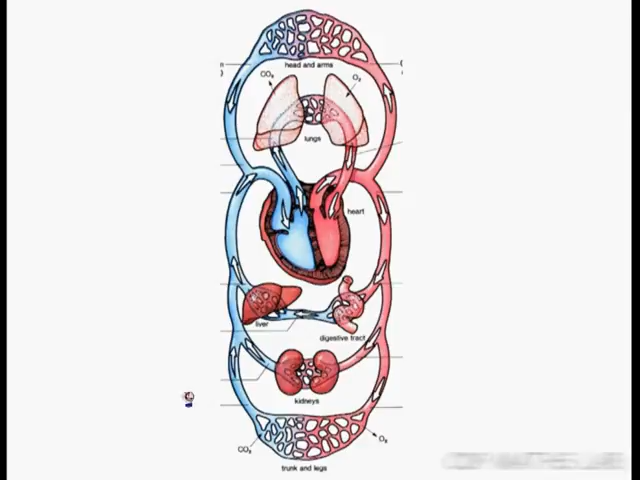 head and arms
CO₂
O₂
lungs
heart
liver
digestive tract
kidneys
CO₂
O₂
trunk and legs